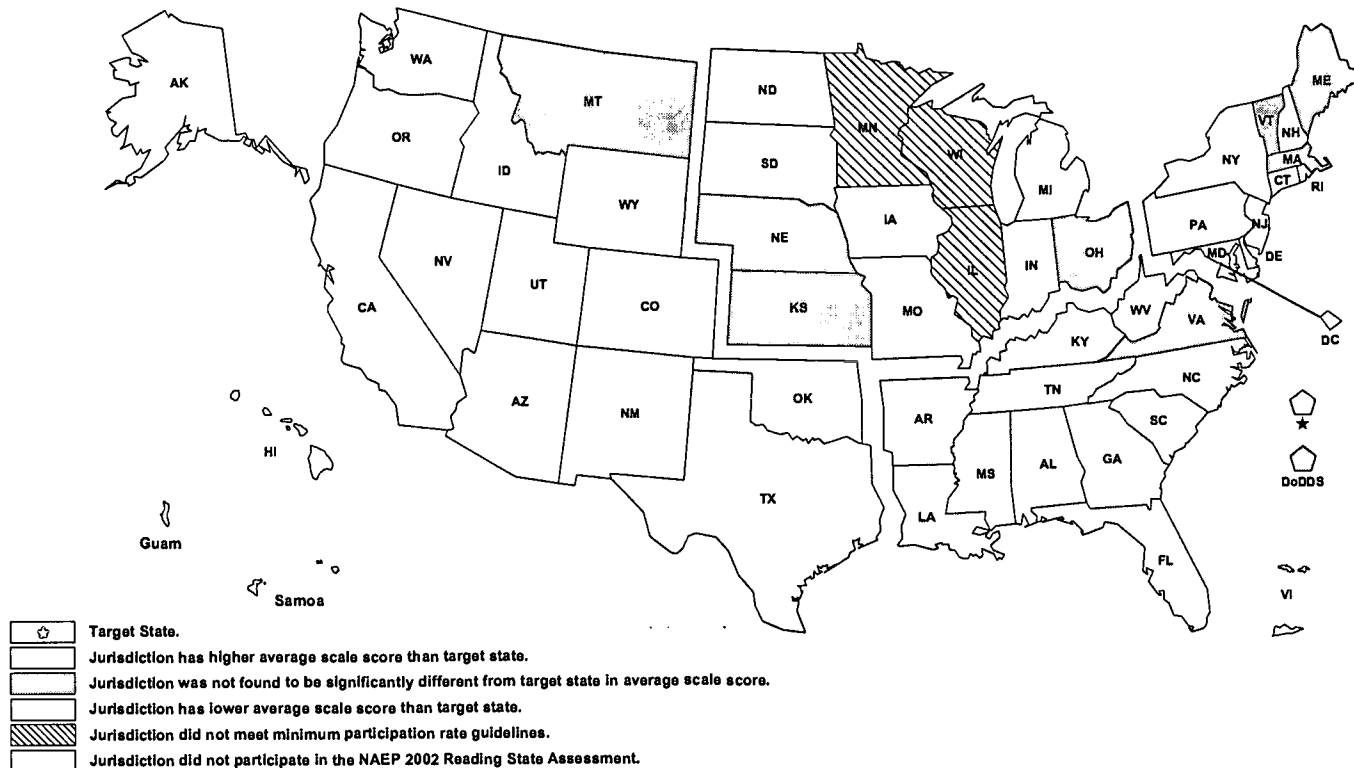 WA
AK
MT
ND
ME
MN
VT
NH
OR
ID
WI
NY
MA
SD
WY
MI
CT
RI
IA
PA
NJ
NE
NV
OH
MD
DE
UT
IL
IN
CA
CO
KS
MO
WV
VA
KY
DC
NC
TN
AZ
OK
NM
AR
SC
HI
MS
AL
GA
DoDDS
TX
LA
Guam
FL
VI
Samoa
Target State.
Jurisdiction has higher average scale score than target state.
Jurisdiction was not found to be significantly different from target state in average scale score.
Jurisdiction has lower average scale score than target state.
Jurisdiction did not meet minimum participation rate guidelines.
Jurisdiction did not participate in the NAEP 2002 Reading State Assessment.